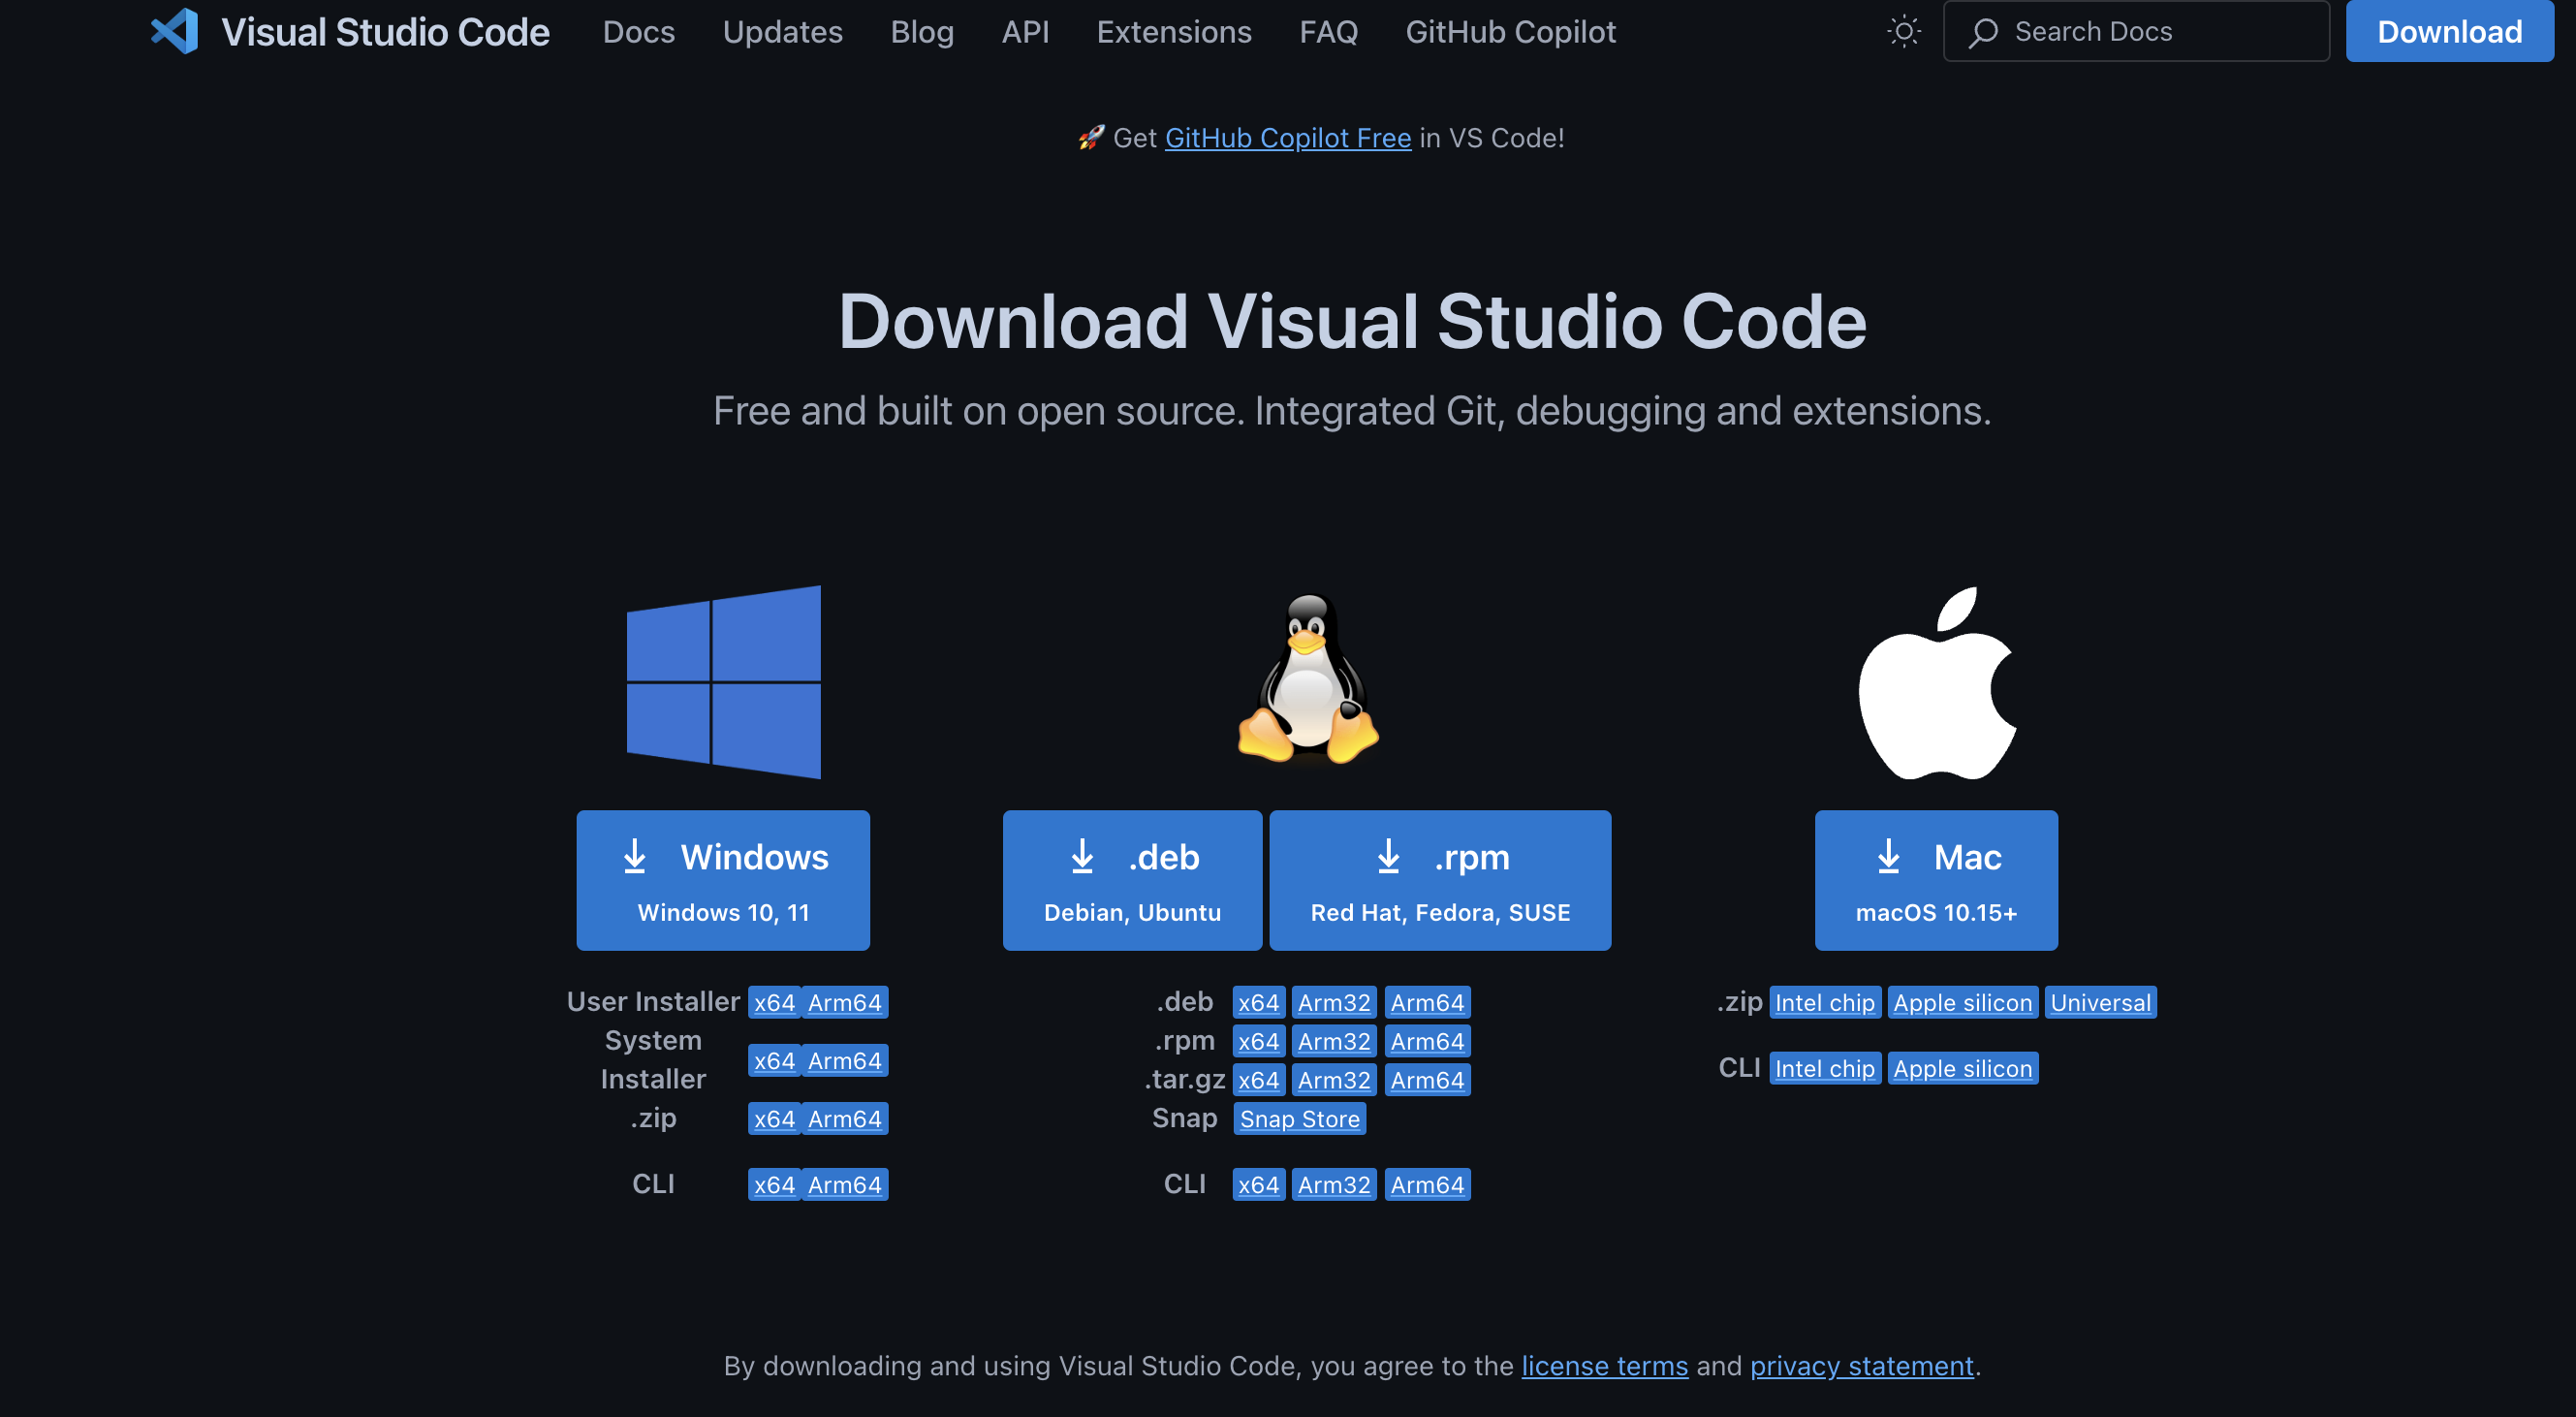 Visual Studio Code Docs Updates Blog API Extensions FAQ GitHub Copilot Search Docs Download
🚀 Get GitHub Copilot Free in VS Code!
Download Visual Studio Code
Free and built on open source. Integrated Git, debugging and extensions.
Windows
Windows 10, 11
User Installer x64 Arm64
System
Installer x64 Arm64
.zip x64 Arm64
CLI x64 Arm64
.deb
Debian, Ubuntu
.rpm
Red Hat, Fedora, SUSE
.deb x64 Arm32 Arm64
.rpm x64 Arm32 Arm64
.tar.gz x64 Arm32 Arm64
Snap Snap Store
CLI x64 Arm32 Arm64
Mac
macOS 10.15+
.zip Intel chip Apple silicon Universal
CLI Intel chip Apple silicon
By downloading and using Visual Studio Code, you agree to the license terms and privacy statement.